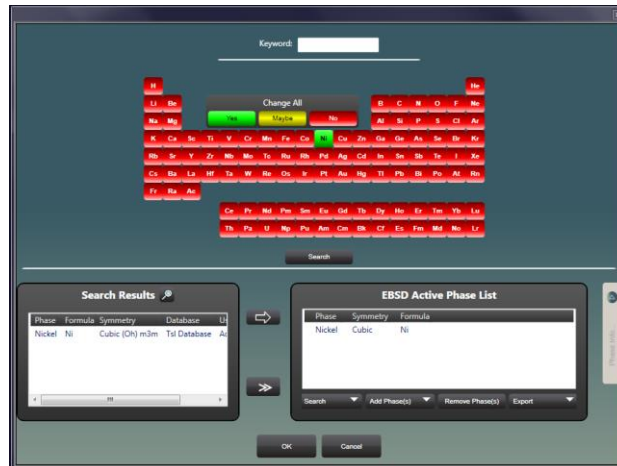 Keyword:
H He
Li Be Change All B C N O F Ne
Na Mg Yes Maybe No Al Si P S Cl Ar
K Ca Sc Ti V Cr Mn Fe Co Ni Cu Zn Ga Ge As Se Br Kr
Rb Sr Y Zr Nb Mo Tc Ru Rh Pd Ag Cd In Sn Sb Te I Xe
Cs Ba La Hf Ta W Re Os Ir Pt Au Hg Tl Pb Bi Po At Rn
Fr Ra Ac
Ce Pr Nd Pm Sm Eu Gd Tb Dy Ho Er Tm Yb Lu
Th Pa U Np Pu Am Cm Bk Cf Es Fm Md No Lr
Search
Search Results
Phase Formula Symmetry Database
Nickel Ni Cubic (Oh) m3m Tsl Database
EBSD Active Phase List
Phase Symmetry Formula
Nickel Cubic Ni
Search Add Phase(s) Remove Phase(s) Export
Phase Info
OK Cancel